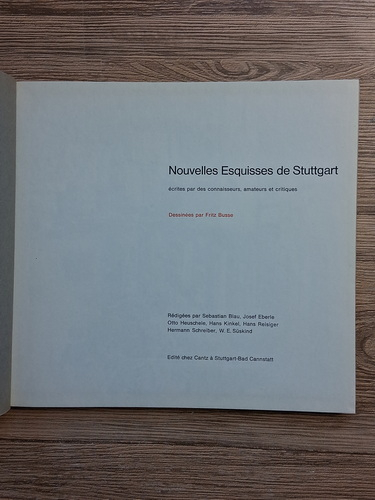 Nouvelles Esquisses de Stuttgart
écrites par des connaisseurs, amateurs et critiques
Dessinées par Fritz Busse
Rédigées par Sebastian Blau, Josef Eberle
Otto Heuschele, Hans Kinkel, Hans Reisiger
Hermann Schreiber, W. E. Süskind
Edité chez Cantz à Stuttgart-Bad Cannstatt